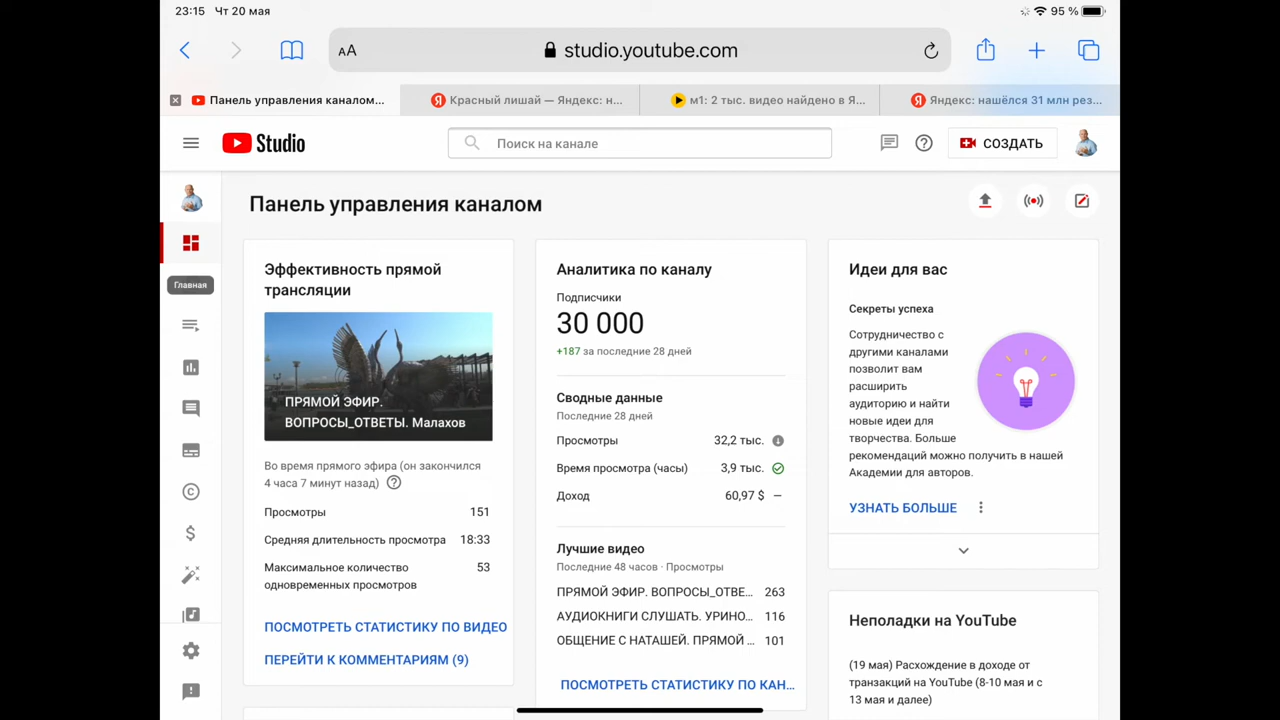 23:15 Чт 20 мая
95 %
AA
studio.youtube.com
Панель управления каналом...
Красный лишай — Яндекс: н...
м1: 2 тыс. видео найдено в Я...
Яндекс: нашёлся 31 млн рез...
Studio
Поиск на канале
СОЗДАТЬ
Панель управления каналом
Главная
Эффективность прямой
трансляции
ПРЯМОЙ ЭФИР.
ВОПРОСЫ_ОТВЕТЫ. Малахов
Во время прямого эфира (он закончился
4 часа 7 минут назад)
Просмотры 151
Средняя длительность просмотра 18:33
Максимальное количество 53
одновременных просмотров
ПОСМОТРЕТЬ СТАТИСТИКУ ПО ВИДЕО
ПЕРЕЙТИ К КОММЕНТАРИЯМ (9)
Аналитика по каналу
Подписчики
30 000
+187 за последние 28 дней
Сводные данные
Последние 28 дней
Просмотры 32,2 тыс.
Время просмотра (часы) 3,9 тыс.
Доход 60,97 $ —
Лучшие видео
Последние 48 часов · Просмотры
ПРЯМОЙ ЭФИР. ВОПРОСЫ_ОТВЕ... 263
АУДИОКНИГИ СЛУШАТЬ. УРИНО... 116
ОБЩЕНИЕ С НАТАШЕЙ. ПРЯМОЙ ... 101
ПОСМОТРЕТЬ СТАТИСТИКУ ПО КАН...
Идеи для вас
Секреты успеха
Сотрудничество с
другими каналами
позволит вам
расширить
аудиторию и найти
новые идеи для
творчества. Больше
рекомендаций можно получить в нашей
Академии для авторов.
УЗНАТЬ БОЛЬШЕ
Неполадки на YouTube
(19 мая) Расхождение в доходе от
транзакций на YouTube (8-10 мая и с
13 мая и далее)